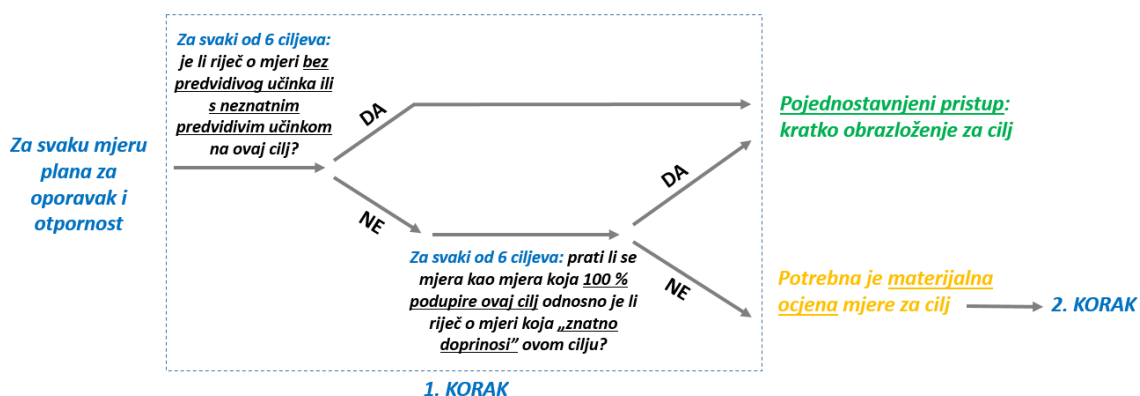 Za svaku mjeru
plana za
oporavak i
otpornost
Za svaki od 6 ciljeva:
je li riječ o mjeri bez
predvidivog učinka ili
s neznatnim
predvidivim učinkom
na ovaj cilj?
DA
NE
Za svaki od 6 ciljeva: prati li se
mjera kao mjera koja 100 %
podupire ovaj cilj odnosno je li
riječ o mjeri koja „znatno
doprinosi” ovom cilju?
DA
NE
Pojednostavnjeni pristup:
kratko obrazloženje za cilj
Potrebna je materijalna
ocjena mjere za cilj
2. KORAK
1. KORAK